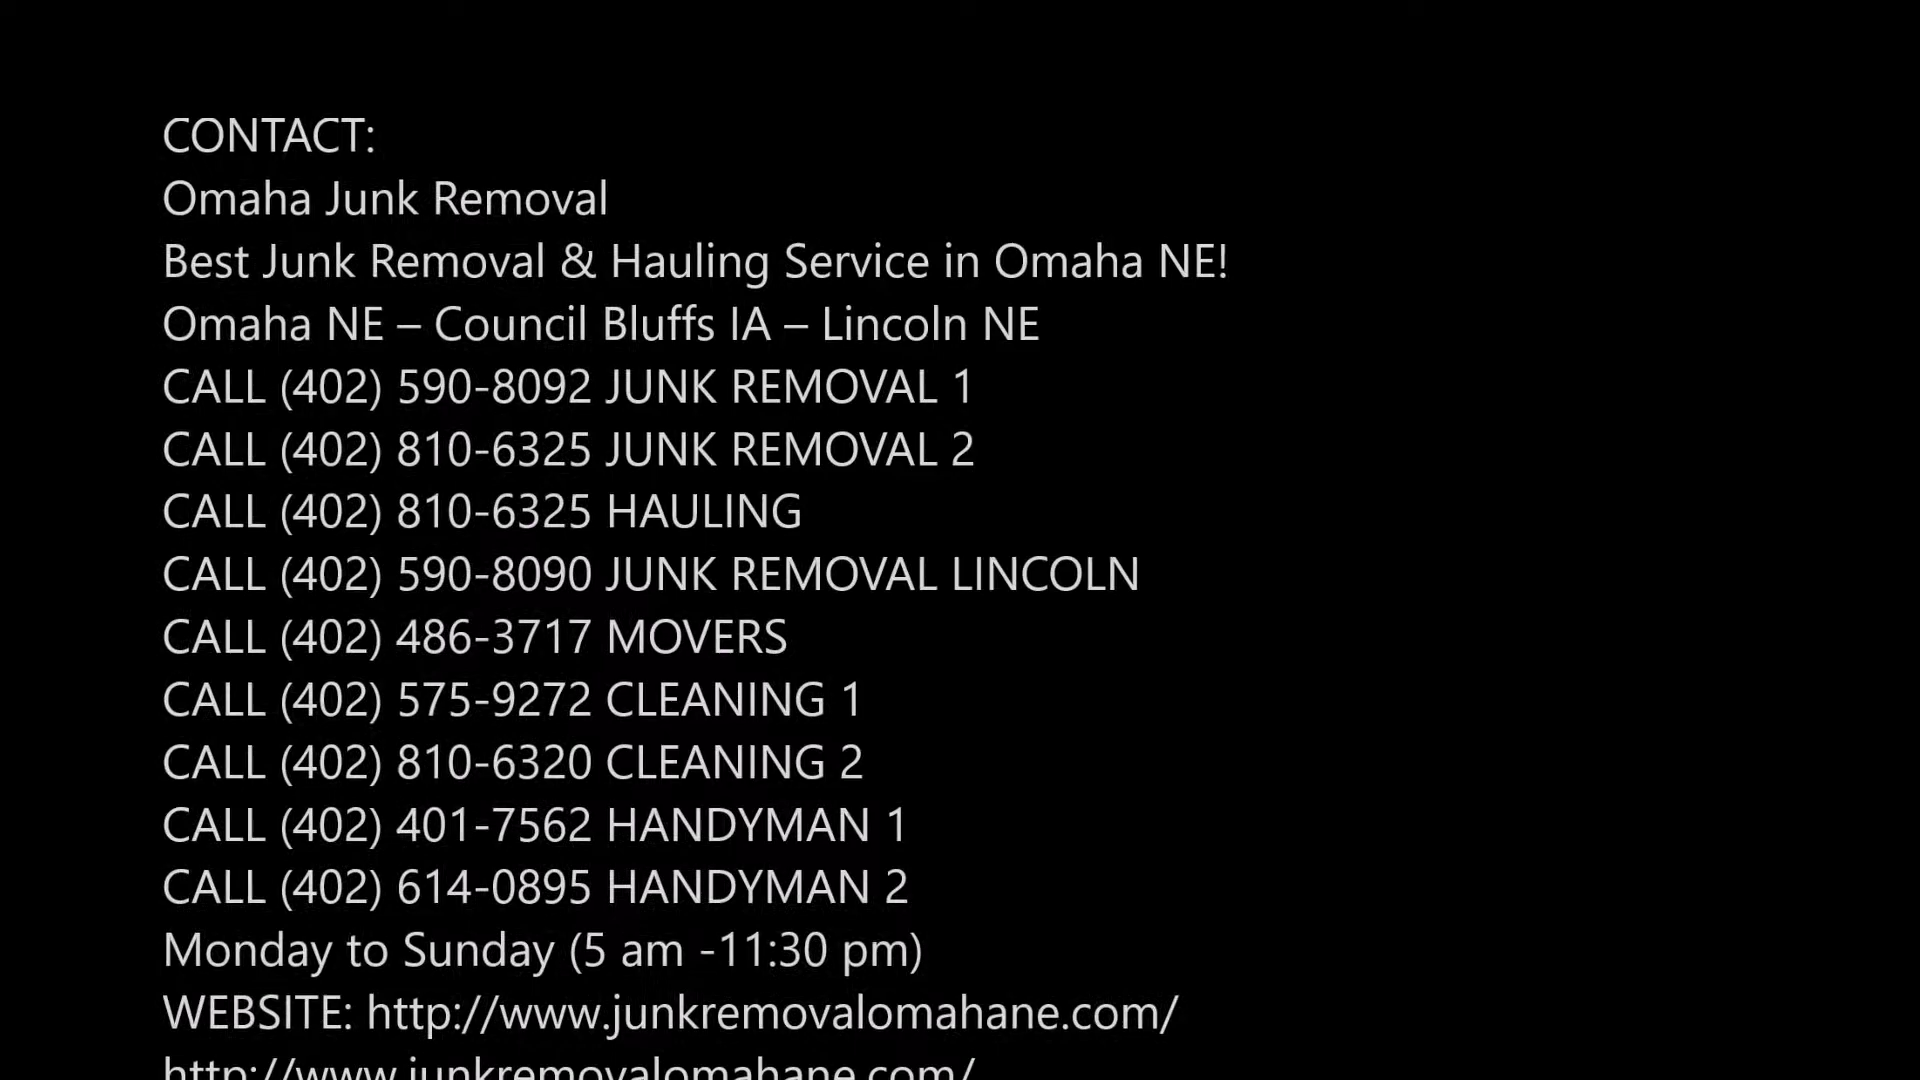 CONTACT:
Omaha Junk Removal
Best Junk Removal & Hauling Service in Omaha NE!
Omaha NE – Council Bluffs IA – Lincoln NE
CALL (402) 590-8092 JUNK REMOVAL 1
CALL (402) 810-6325 JUNK REMOVAL 2
CALL (402) 810-6325 HAULING
CALL (402) 590-8090 JUNK REMOVAL LINCOLN
CALL (402) 486-3717 MOVERS
CALL (402) 575-9272 CLEANING 1
CALL (402) 810-6320 CLEANING 2
CALL (402) 401-7562 HANDYMAN 1
CALL (402) 614-0895 HANDYMAN 2
Monday to Sunday (5 am -11:30 pm)
WEBSITE: http://www.junkremovalomahane.com/
http://www.junkremovalomahane.com/